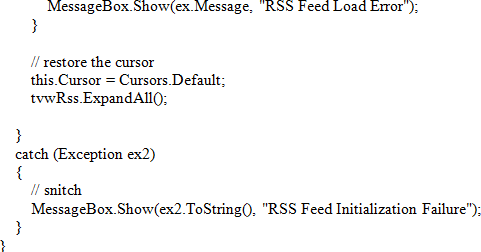 MessageBox.Show(ex.Message, "RSS Feed Load Error");
}
// restore the cursor
this.Cursor = Cursors.Default;
tvwRss.ExpandAll();
}
catch (Exception ex2)
{
// snitch
MessageBox.Show(ex2.ToString(), "RSS Feed Initialization Failure");
}
}